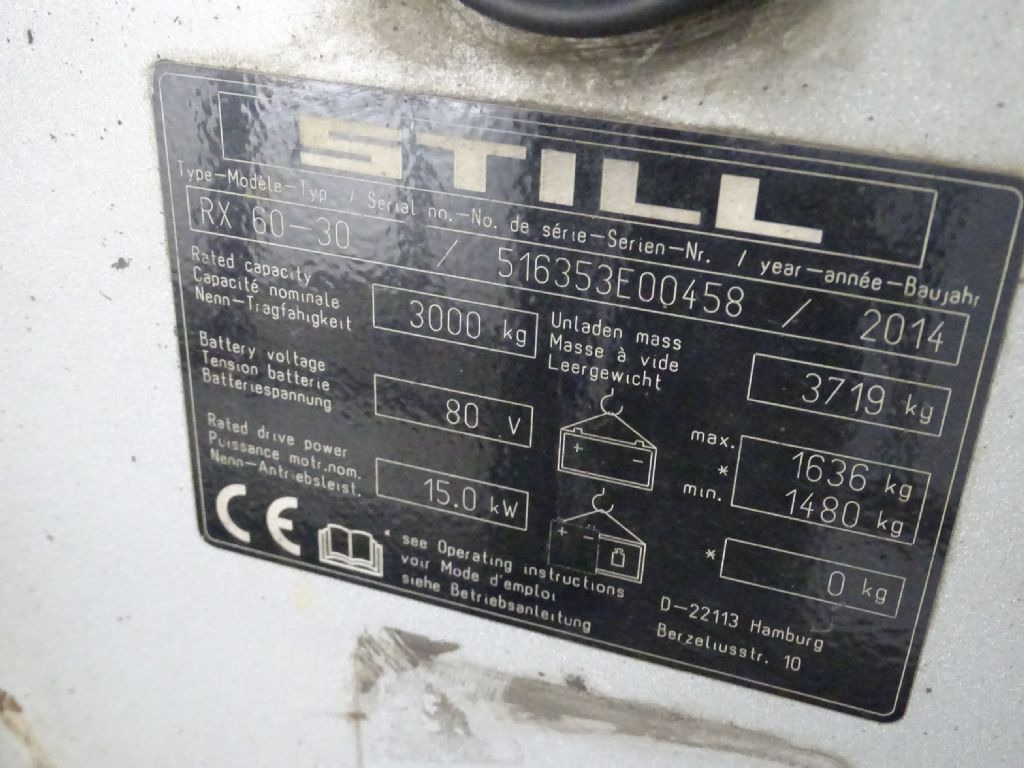 STILL
Type-Modèle-Typ / Serial no.-No. de série-Serien-Nr. / year-année-Baujahr
RX 60-30 / 516353E00458 / 2014
Rated capacity
Capacité nominale
Nenn-Tragfähigkeit
3000 kg
Unladen mass
Masse à vide
Leergewicht
3719 kg
Battery voltage
Tension batterie
Batteriespannung
80 V
+ -
max. 1636 kg
*
min. 1480 kg
Rated drive power
Puissance motr.nom.
Nenn-Antriebsleist.
15.0 kW
+ -
* 0 kg
CE
* see Operating instructions
voir Mode d'emploi
siehe Betriebsanleitung
D-22113 Hamburg
Berzeliusstr. 10